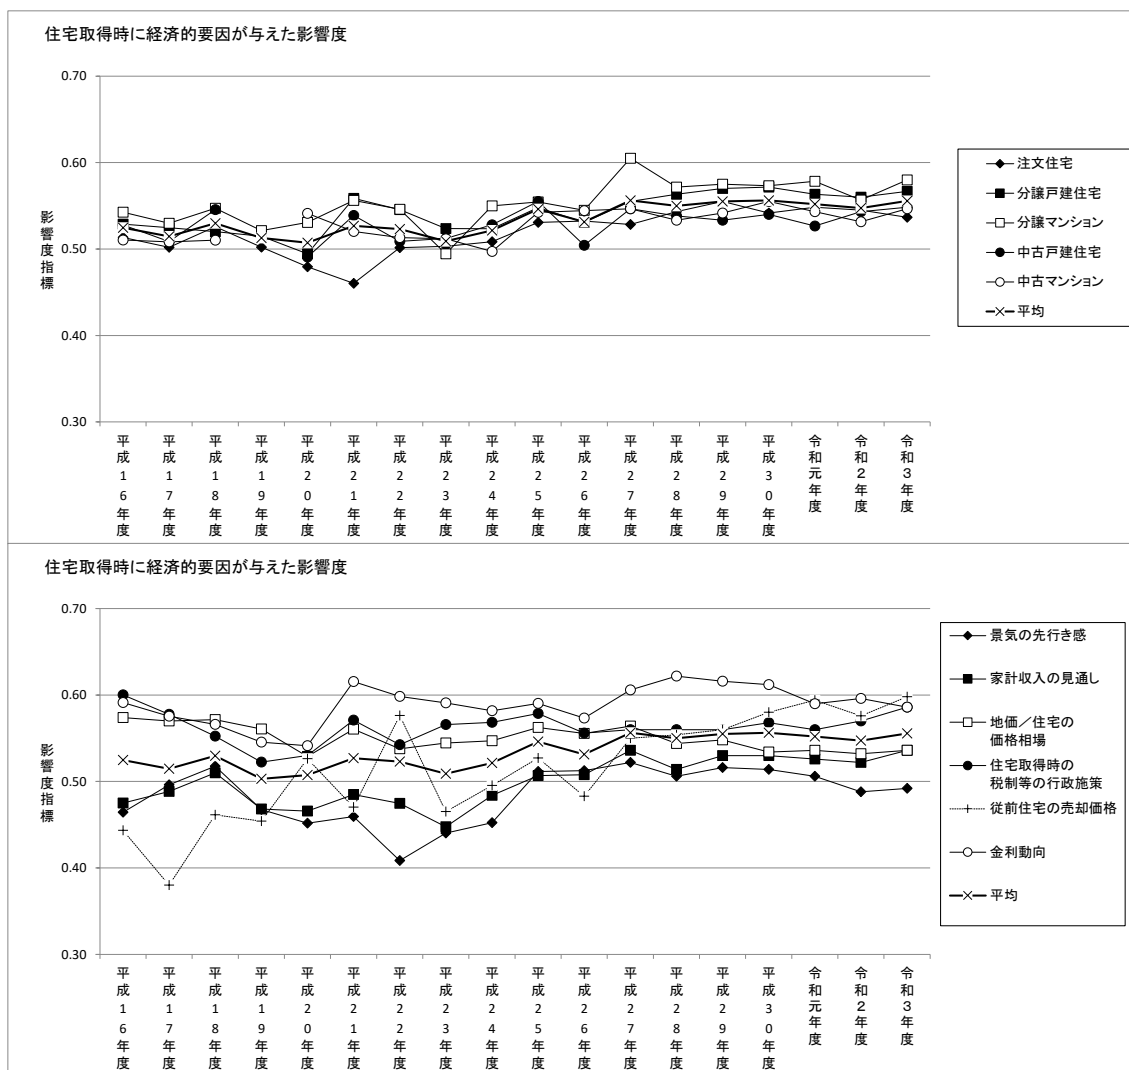 住宅取得時に経済的要因が与えた影響度
0.70
0.60
0.50
0.40
0.30
影響度指標
平成16年度
平成17年度
平成18年度
平成19年度
平成20年度
平成21年度
平成22年度
平成23年度
平成24年度
平成25年度
平成26年度
平成27年度
平成28年度
平成29年度
平成30年度
令和元年度
令和2年度
令和3年度
注文住宅
分譲戸建住宅
分譲マンション
中古戸建住宅
中古マンション
平均
住宅取得時に経済的要因が与えた影響度
0.70
0.60
0.50
0.40
0.30
影響度指標
平成16年度
平成17年度
平成18年度
平成19年度
平成20年度
平成21年度
平成22年度
平成23年度
平成24年度
平成25年度
平成26年度
平成27年度
平成28年度
平成29年度
平成30年度
令和元年度
令和2年度
令和3年度
景気の先行き感
家計収入の見通し
地価／住宅の
価格相場
住宅取得時の
税制等の行政施策
従前住宅の売却価格
金利動向
平均